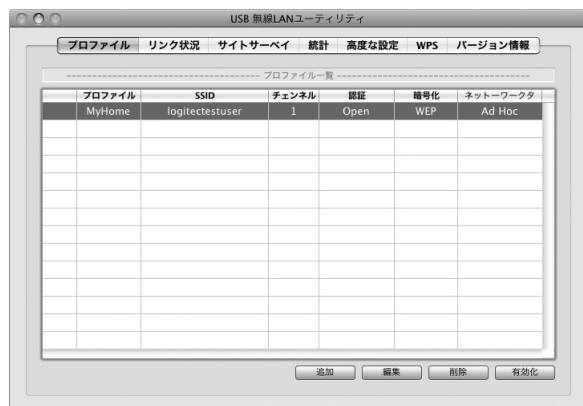 USB 無線LANユーティリティ
プロファイル リンク状況 サイトサーベイ 統計 高度な設定 WPS バージョン情報
プロファイル一覧
プロファイル SSID チェンネル 認証 暗号化 ネットーワークタ
MyHome logitectestuser 1 Open WEP Ad Hoc
追加 編集 削除 有効化